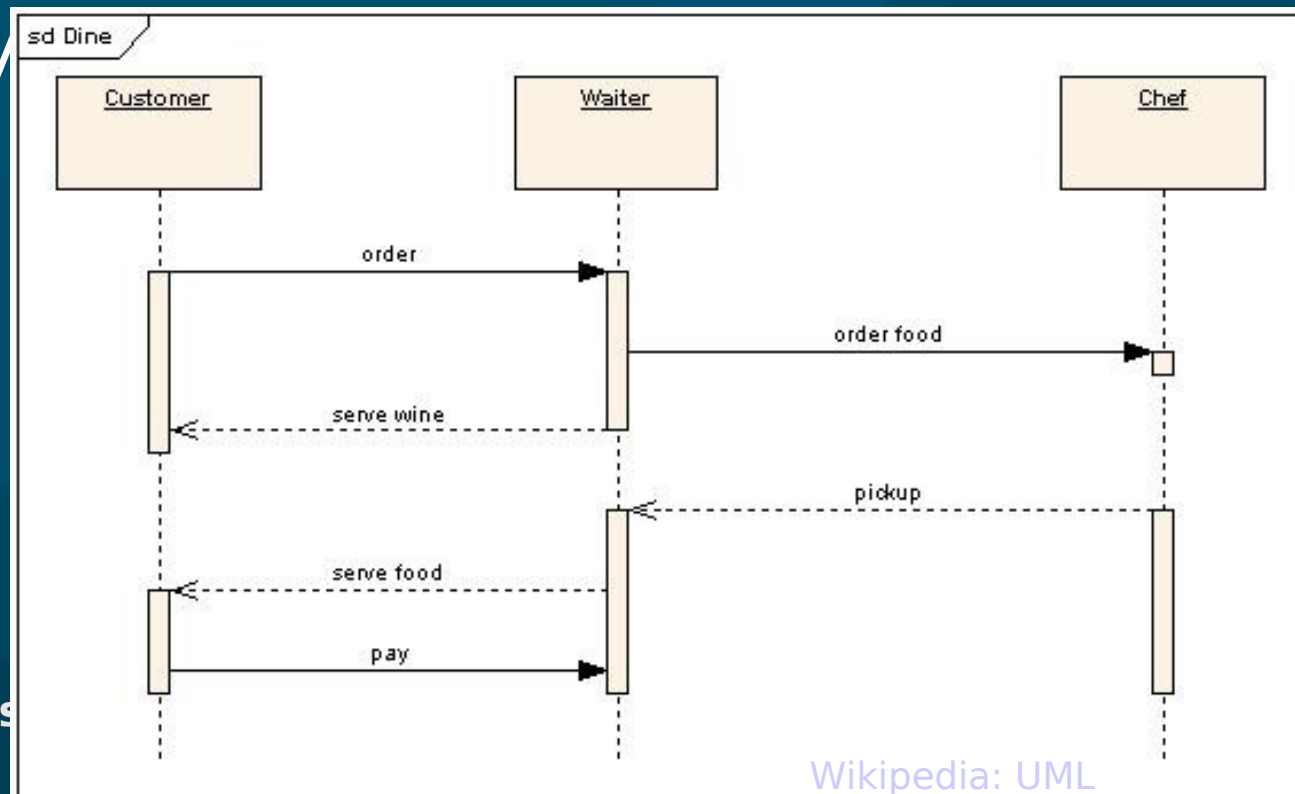 sd Dine
Customer
Waiter
Chef
order
order food
serve wine
pickup
serve food
pay
s
Wikipedia: UML